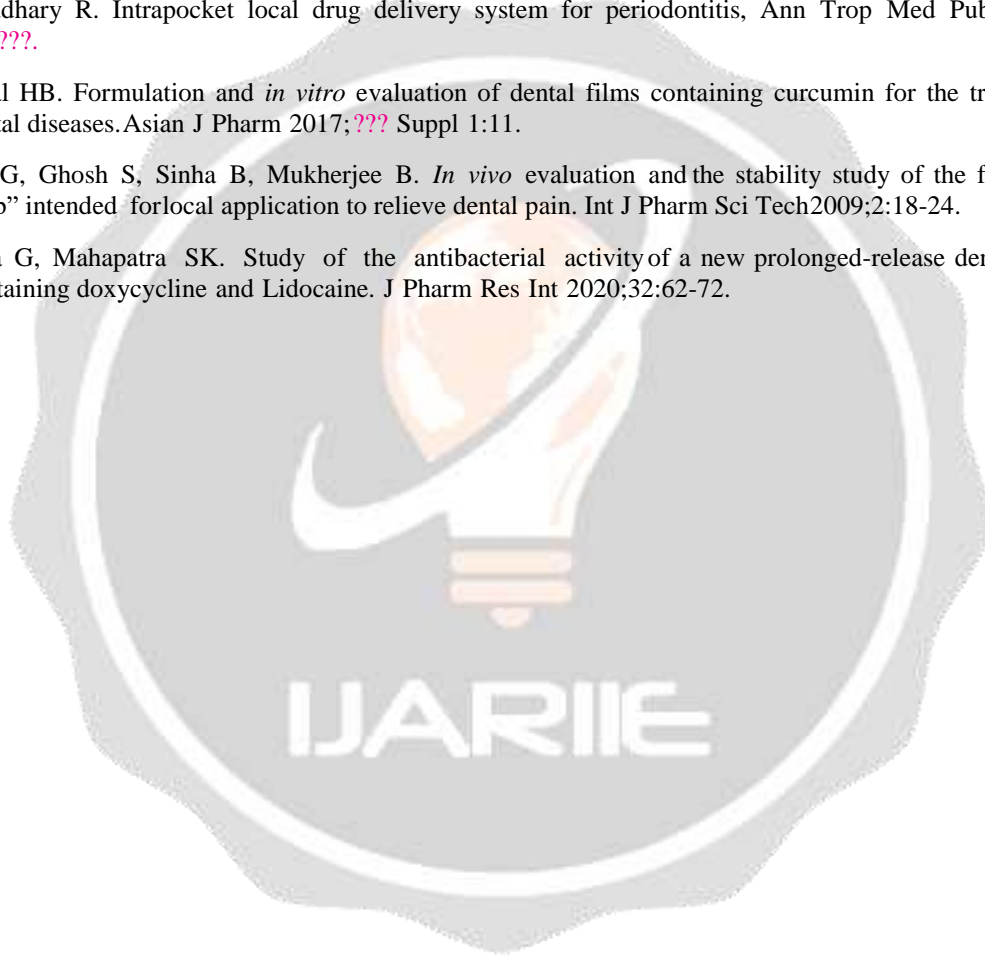 dhary R. Intrapocket local drug delivery system for periodontitis, Ann Trop Med Pub
???.
l HB. Formulation and in vitro evaluation of dental films containing curcumin for the tr
tal diseases.Asian J Pharm 2017;??? Suppl 1:11.
G, Ghosh S, Sinha B, Mukherjee B. In vivo evaluation and the stability study of the f
” intended forlocal application to relieve dental pain. Int J Pharm Sci Tech2009;2:18-24.
G, Mahapatra SK. Study of the antibacterial activity of a new prolonged-release der
taining doxycycline and Lidocaine. J Pharm Res Int 2020;32:62-72.
IJARIIE